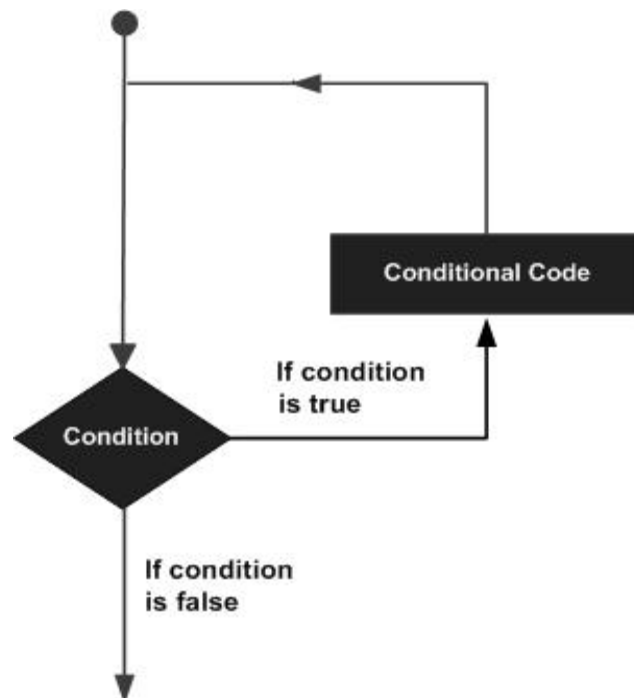 Conditional Code
If condition
is true
Condition
If condition
is false